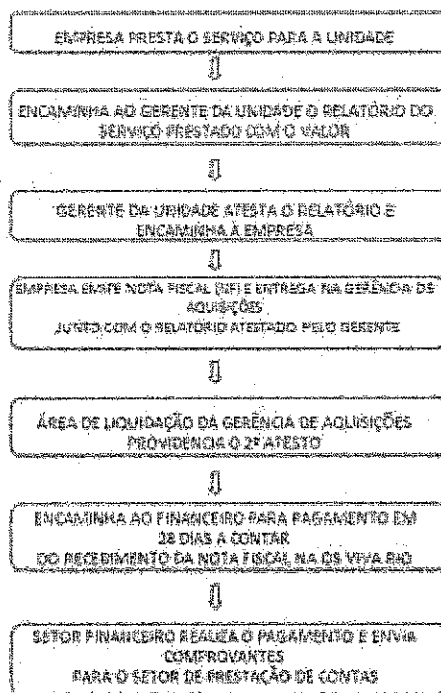 EMPRESA PRESTA O SERVIÇO PARA A UNIDADE
ENCAMINHA AO GERENTE DA UNIDADE O RELATÓRIO DO
SERVIÇO PRESTADO COM O VALOR
GERENTE DA UNIDADE ATESTA O RELATÓRIO E
ENCAMINHA À EMPRESA
EMPRESA EMITE NOTA FISCAL (NF) E ENTREGA NA GERÊNCIA DE
AQUISIÇÕES
JUNTO COM O RELATÓRIO ATESTADO PELO GERENTE
ÁREA DE LIQUIDAÇÃO DA GERÊNCIA DE AQUISIÇÕES
PROVIDENCIA O 2º ATESTO
ENCAMINHA AO FINANCEIRO PARA PAGAMENTO EM
28 DIAS A CONTAR
DO RECEBIMENTO DA NOTA FISCAL NA OS VIVA RIO
SETOR FINANCEIRO REALIZA O PAGAMENTO E ENVIA
COMPROVANTES
PARA O SETOR DE PRESTAÇÃO DE CONTAS